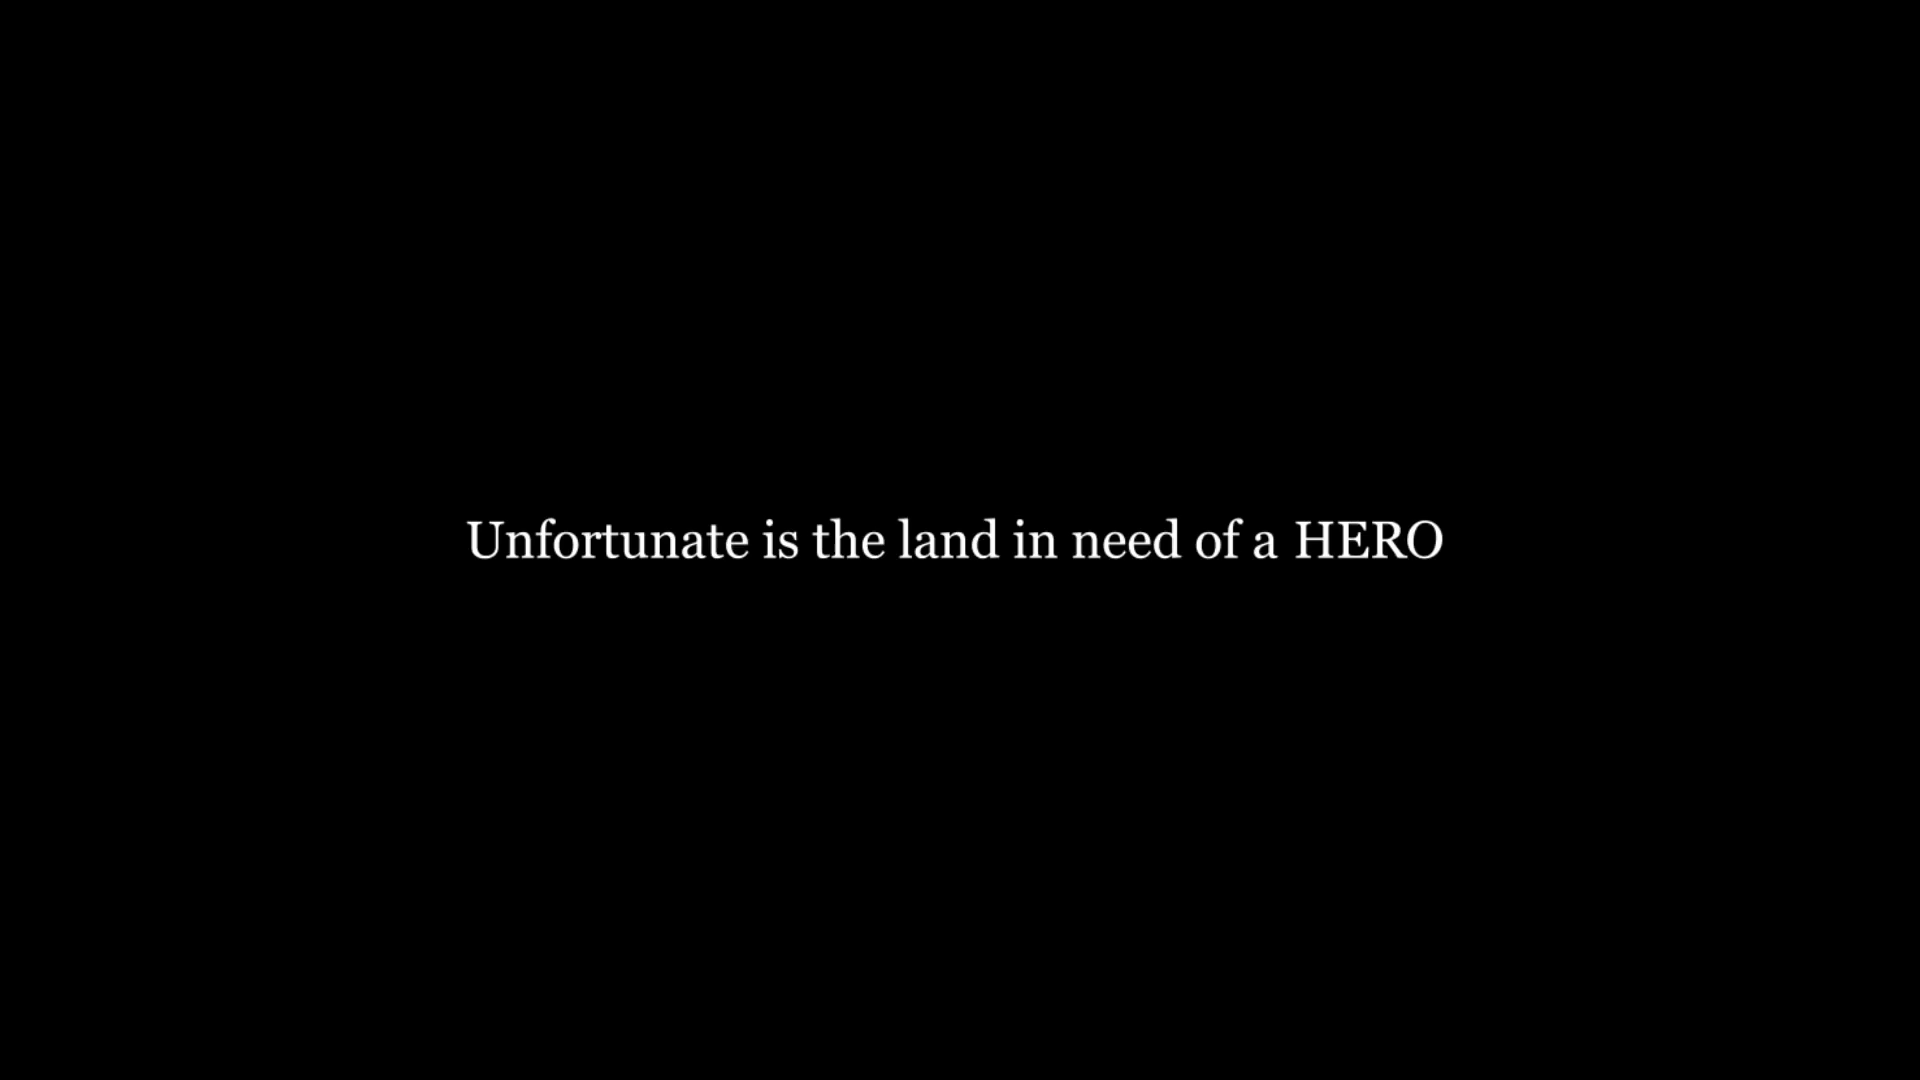 Unfortunate is the land in need of a HERO